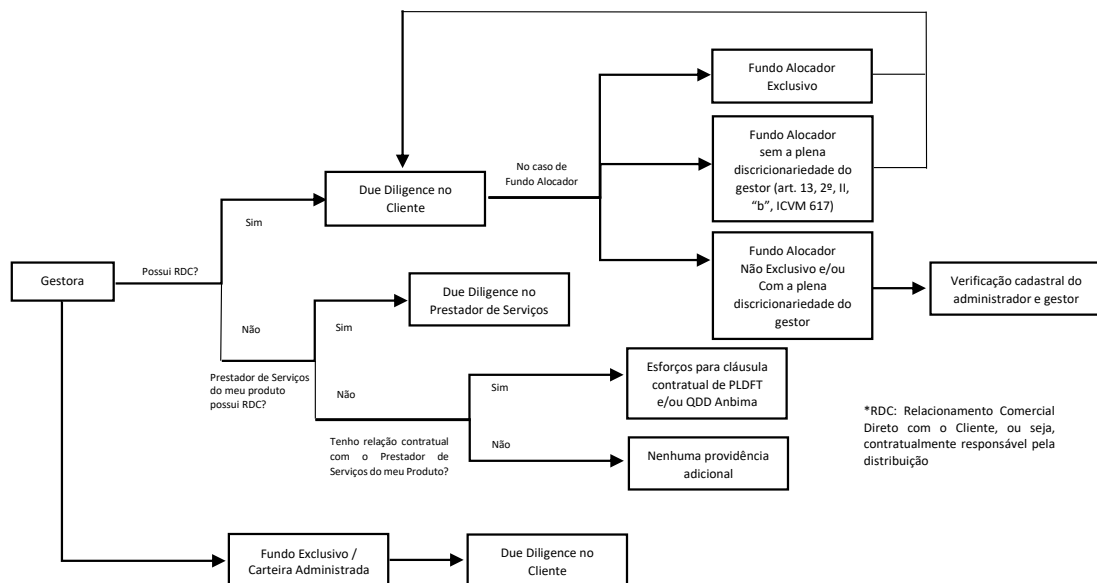 Fundo Alocador
Exclusivo
Fundo Alocador
sem a plena
discricionariedade do
gestor (art. 13, 2º, II,
“b”, ICVM 617)
No caso de
Fundo Alocador
Due Diligence no
Cliente
Sim
Fundo Alocador
Não Exclusivo e/ou
Com a plena
discricionariedade do
gestor
Verificação cadastral do
administrador e gestor
Gestora
Possui RDC?
Due Diligence no
Prestador de Serviços
Não
Sim
Prestador de Serviços
do meu produto
possui RDC?
Não
Sim
Esforços para cláusula
contratual de PLDFT
e/ou QDD Anbima
*RDC: Relacionamento Comercial
Direto com o Cliente, ou seja,
contratualmente responsável pela
distribuição
Tenho relação contratual
com o Prestador de
Serviços do meu Produto?
Não
Nenhuma providência
adicional
Fundo Exclusivo /
Carteira Administrada
Due Diligence no
Cliente